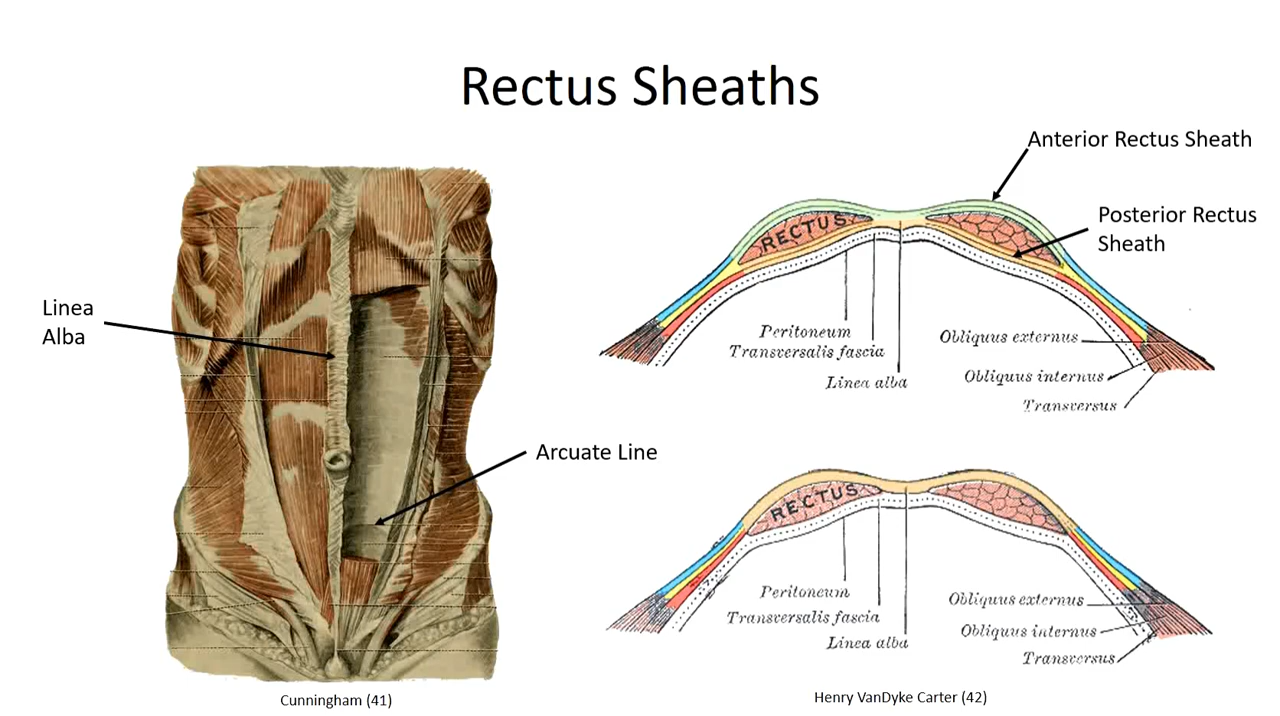 Rectus Sheaths
Anterior Rectus Sheath
Posterior Rectus
Sheath
Linea
Alba
Arcuate Line
RECTUS
Peritoneum
Transversalis fascia
Linea alba
Obliquus externus
Obliquus internus
Transversus
RECTUS
Peritoneum
Transversalis fascia
Linea alba
Obliquus externus
Obliquus internus
Transversus
Cunningham (41)
Henry VanDyke Carter (42)